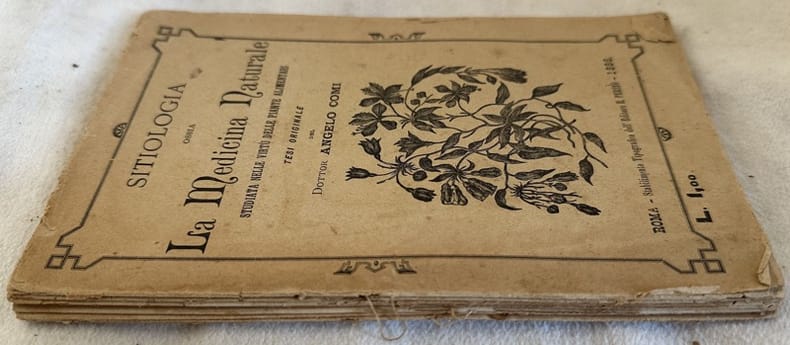 SITIOLOGIA
OSSIA
La Medicina Naturale
STUDIATA NELLE VIRTÙ DELLE PIANTE ALIMENTARI
TESI ORIGINALE
DEL
DOTTOR ANGELO COMI
ROMA - Stabilimento Tipografico dell' Editore E. PERINO - 1886.
L. 1,00.